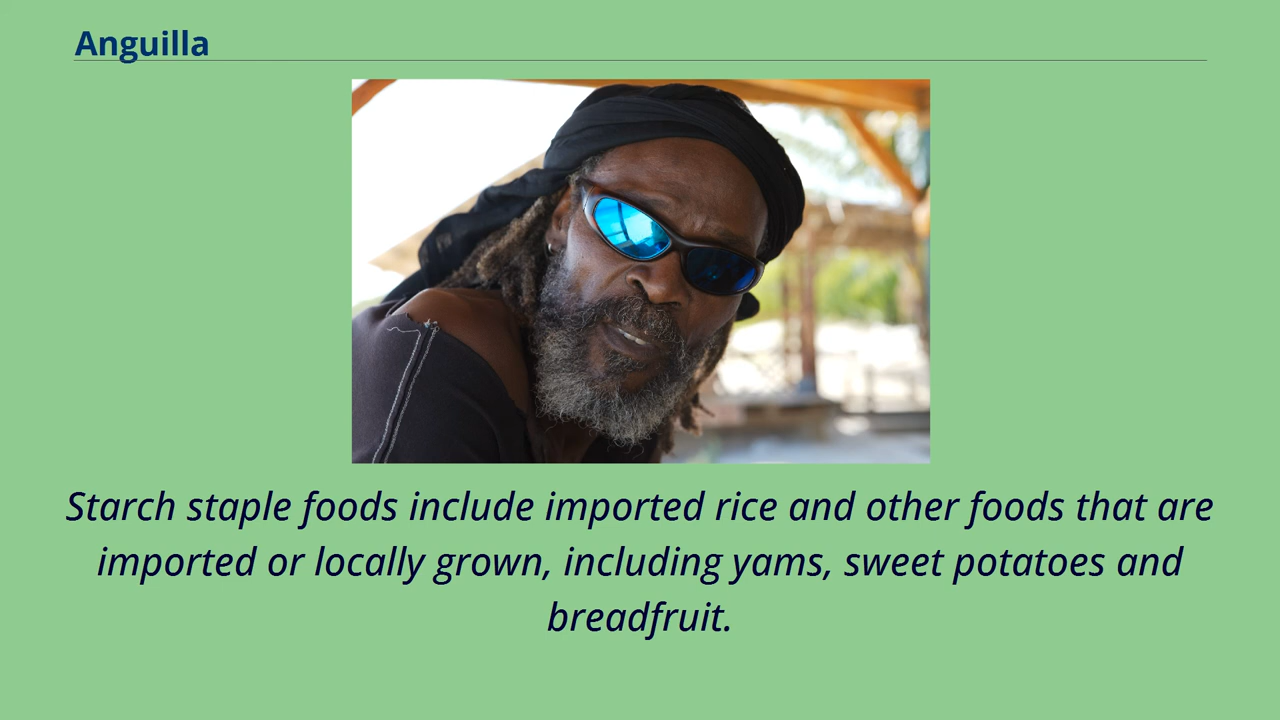 Anguilla
Starch staple foods include imported rice and other foods that are
imported or locally grown, including yams, sweet potatoes and
breadfruit.